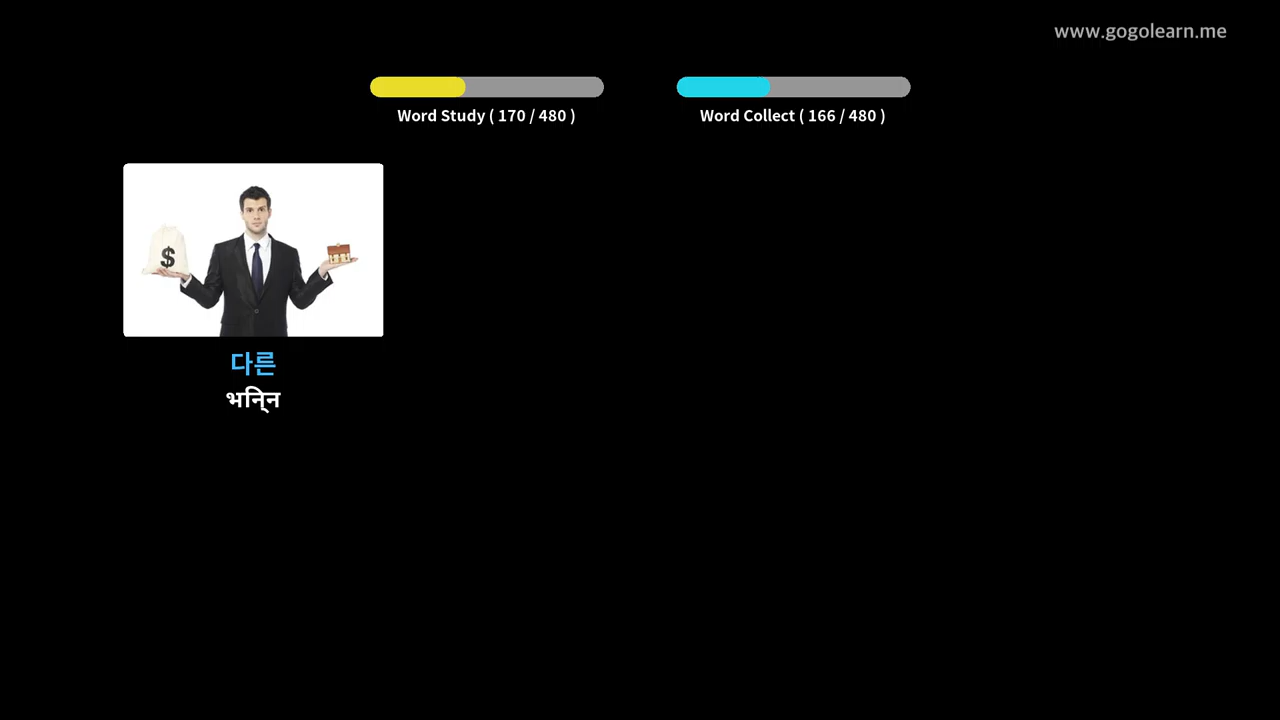 www.gogolearn.me
Word Study ( 170 / 480 )
Word Collect ( 166 / 480 )
$
다른
भिन्न